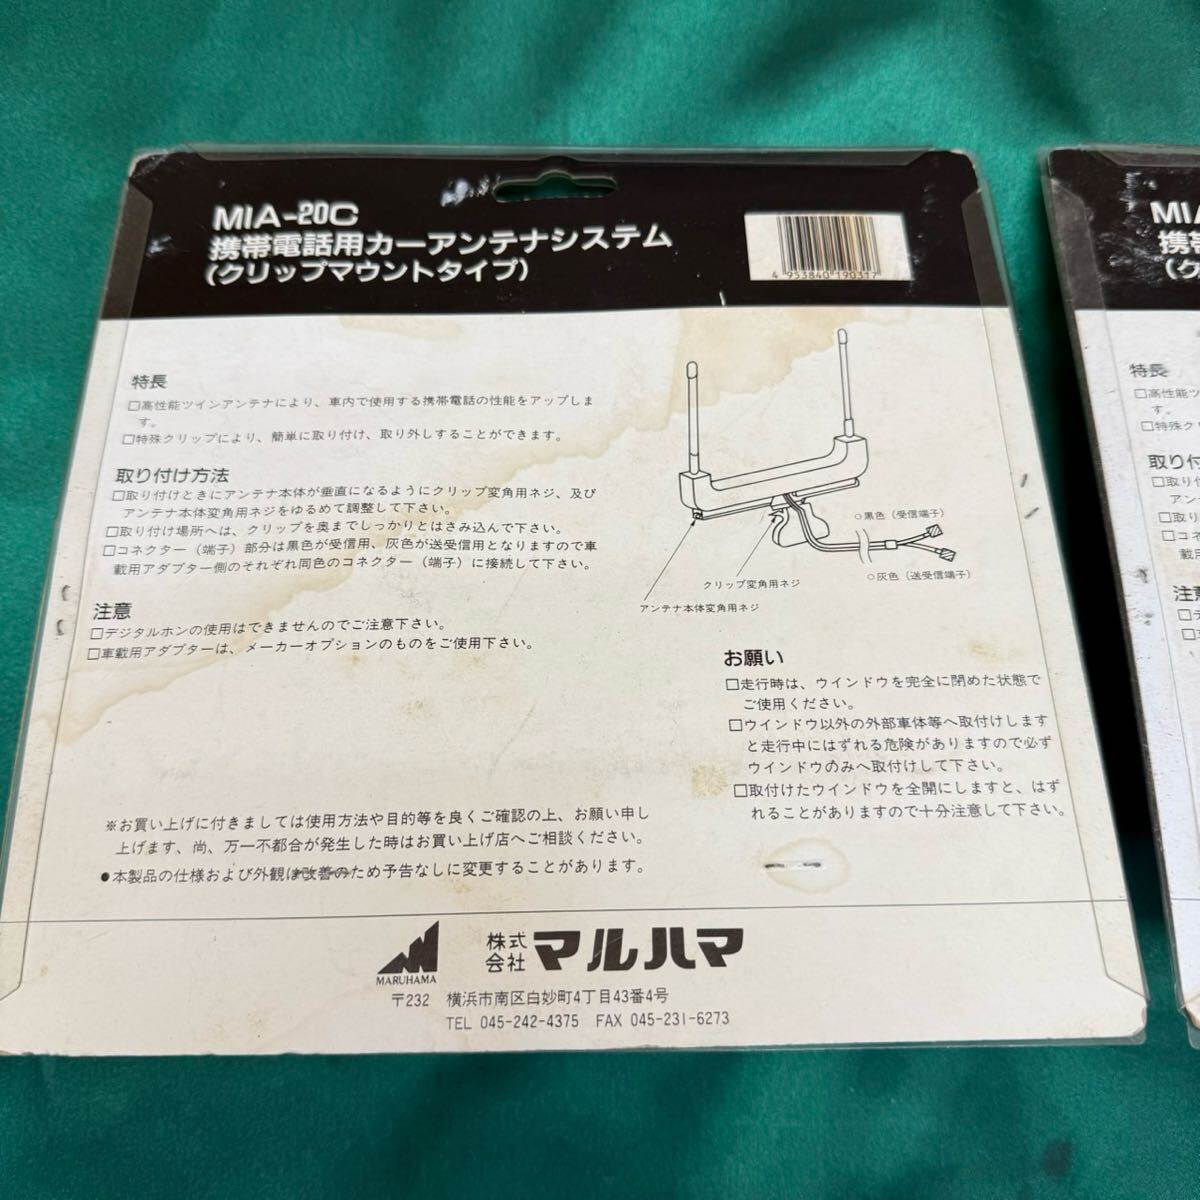 MIA-20C
携帯電話用カーアンテナシステム
(クリップマウントタイプ)
4 953840 190317
特長
□高性能ツインアンテナにより、車内で使用する携帯電話の性能をアップしま
す。
□特殊クリップにより、簡単に取り付け、取り外しすることができます。
取り付け方法
□取り付けときにアンテナ本体が垂直になるようにクリップ変角用ネジ、及び
アンテナ本体変角用ネジをゆるめて調整して下さい。
□取り付け場所へは、クリップを奥までしっかりとはさみ込んで下さい。
□コネクター（端子）部分は黒色が受信用、灰色が送受信用となりますので車
載用アダプター側のそれぞれ同色のコネクター（端子）に接続して下さい。
注意
□デジタルホンの使用はできませんのでご注意下さい。
□車載用アダプターは、メーカーオプションのものをご使用下さい。
○黒色（受信端子）
○灰色（送受信端子）
クリップ変角用ネジ
アンテナ本体変角用ネジ
お願い
□走行時は、ウインドウを完全に閉めた状態で
ご使用ください。
□ウインドウ以外の外部車体等へ取付けします
と走行中にはずれる危険がありますので必ず
ウインドウのみへ取付けして下さい。
□取付けたウインドウを全開にしますと、はず
れることがありますので十分注意して下さい。
※お買い上げに付きましては使用方法や目的等を良くご確認の上、お願い申し
上げます、尚、万一不都合が発生した時はお買い上げ店へご相談ください。
●本製品の仕様および外観は改善のため予告なしに変更することがあります。
MARUHAMA
株式会社 マルハマ
〒232 横浜市南区白妙町4丁目43番4号
TEL 045-242-4375 FAX 045-231-6273
MIA
携帯
(ク
特長
□高性能ツ
す。
□特殊ク
取り付
□取り付
アン
□取り
□コネ
載用
注意